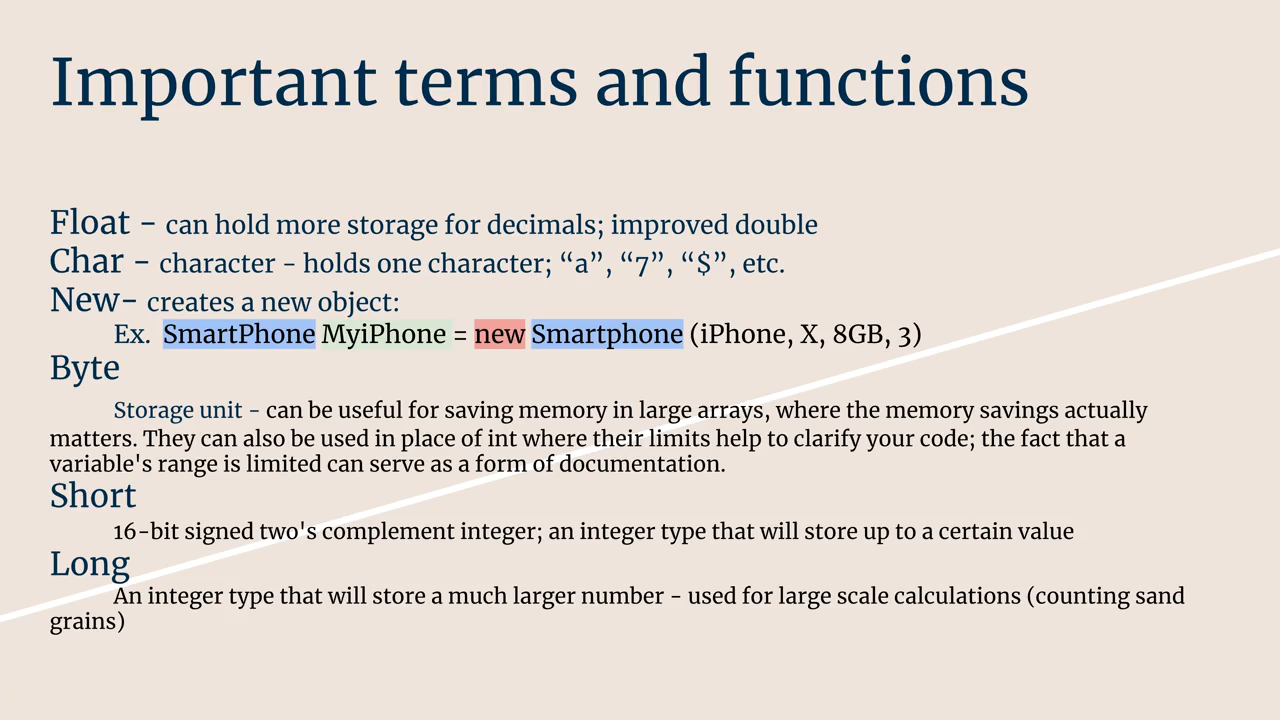 Important terms and functions
Float - can hold more storage for decimals; improved double
Char - character - holds one character; “a”, “7”, “$”, etc.
New- creates a new object:
Ex. SmartPhone MyiPhone = new Smartphone (iPhone, X, 8GB, 3)
Byte
Storage unit - can be useful for saving memory in large arrays, where the memory savings actually
matters. They can also be used in place of int where their limits help to clarify your code; the fact that a
variable's range is limited can serve as a form of documentation.
Short
16-bit signed two's complement integer; an integer type that will store up to a certain value
Long
An integer type that will store a much larger number - used for large scale calculations (counting sand
grains)